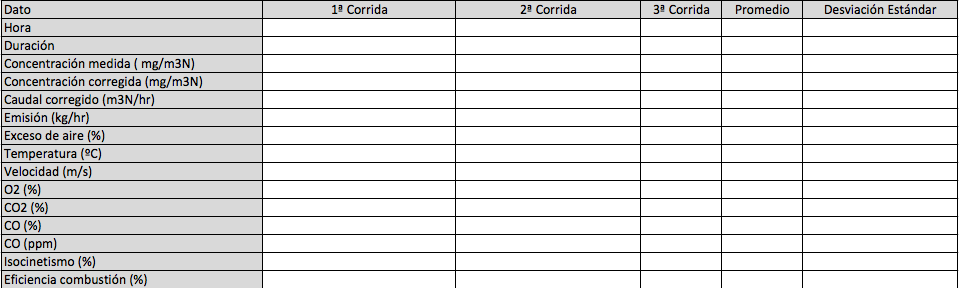 Dato 1ª Corrida 2ª Corrida 3ª Corrida Promedio Desviación Estándar
Hora
Duración
Concentración medida ( mg/m3N)
Concentración corregida (mg/m3N)
Caudal corregido (m3N/hr)
Emisión (kg/hr)
Exceso de aire (%)
Temperatura (ºC)
Velocidad (m/s)
O2 (%)
CO2 (%)
CO (%)
CO (ppm)
Isocinetismo (%)
Eficiencia combustión (%)